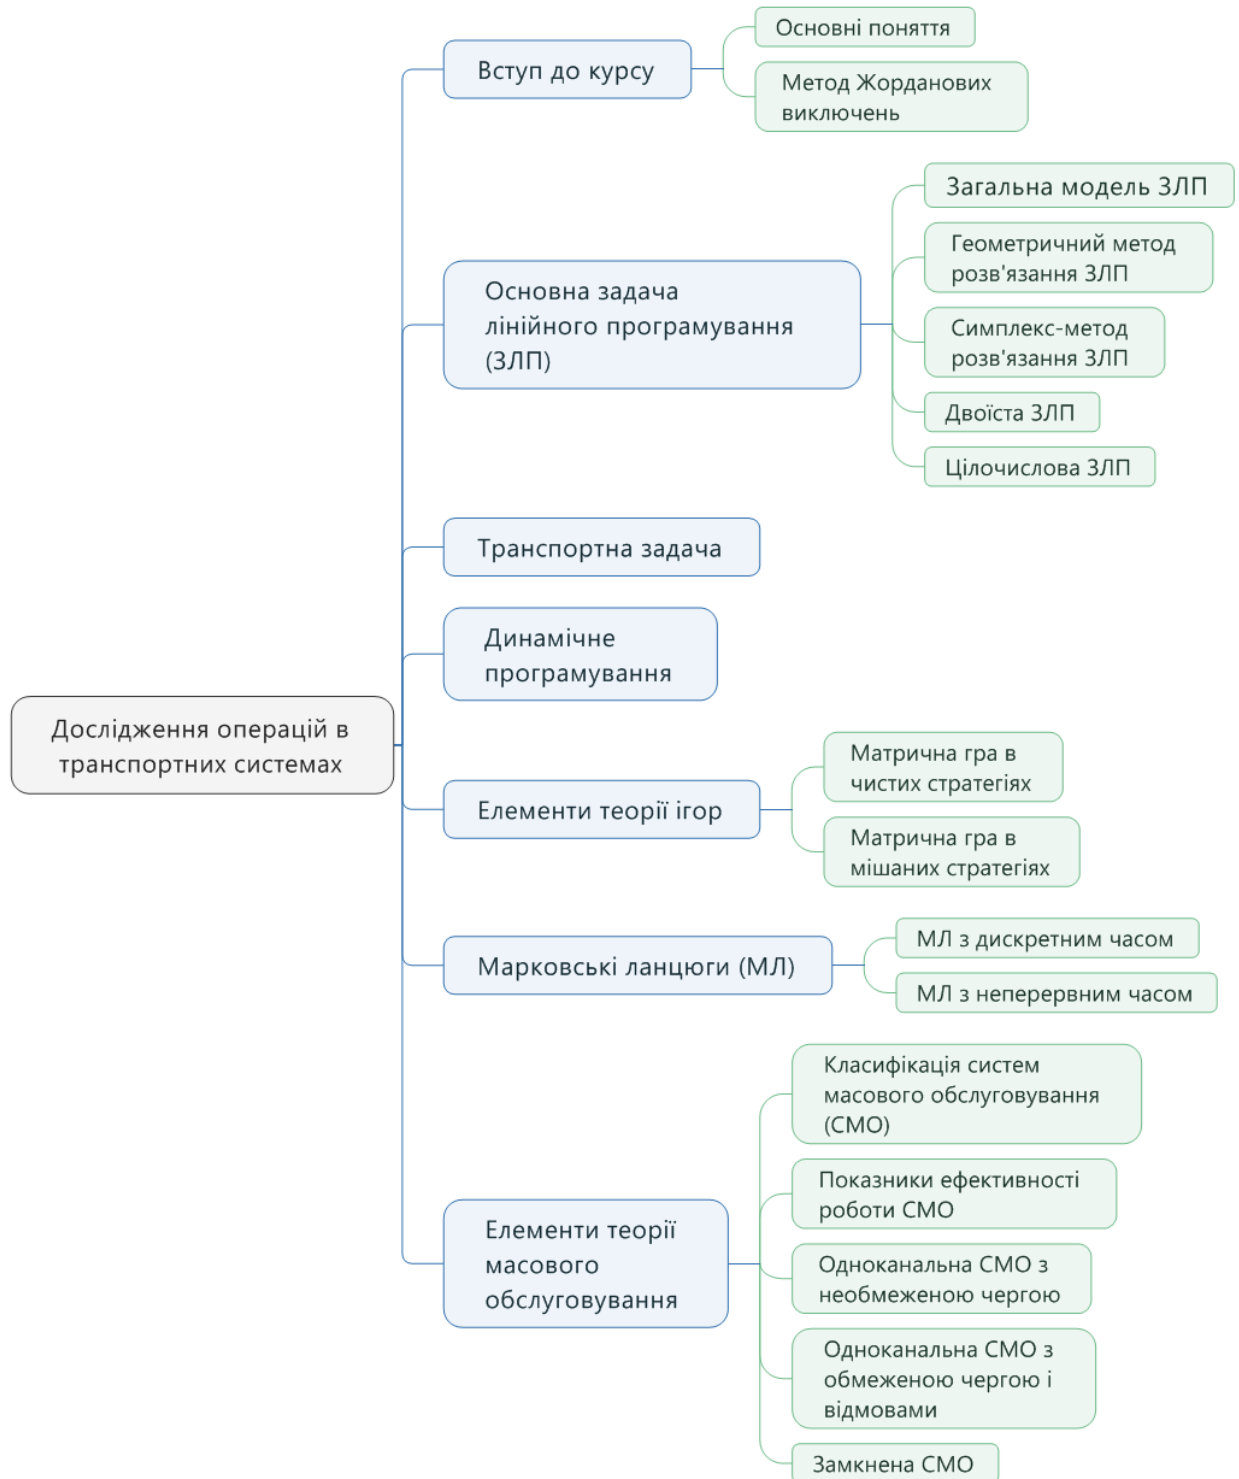 Дослідження операцій в
транспортних системах
Вступ до курсу
Основні поняття
Метод Жорданових
виключень
Основна задача
лінійного програмування
(ЗЛП)
Загальна модель ЗЛП
Геометричний метод
розв'язання ЗЛП
Симплекс-метод
розв'язання ЗЛП
Двоїста ЗЛП
Цілочислова ЗЛП
Транспортна задача
Динамічне
програмування
Елементи теорії ігор
Матрична гра в
чистих стратегіях
Матрична гра в
мішаних стратегіях
Марковські ланцюги (МЛ)
МЛ з дискретним часом
МЛ з неперервним часом
Елементи теорії
масового
обслуговування
Класифікація систем
масового обслуговування
(СМО)
Показники ефективності
роботи СМО
Одноканальна СМО з
необмеженою чергою
Одноканальна СМО з
обмеженою чергою і
відмовами
Замкнена СМО